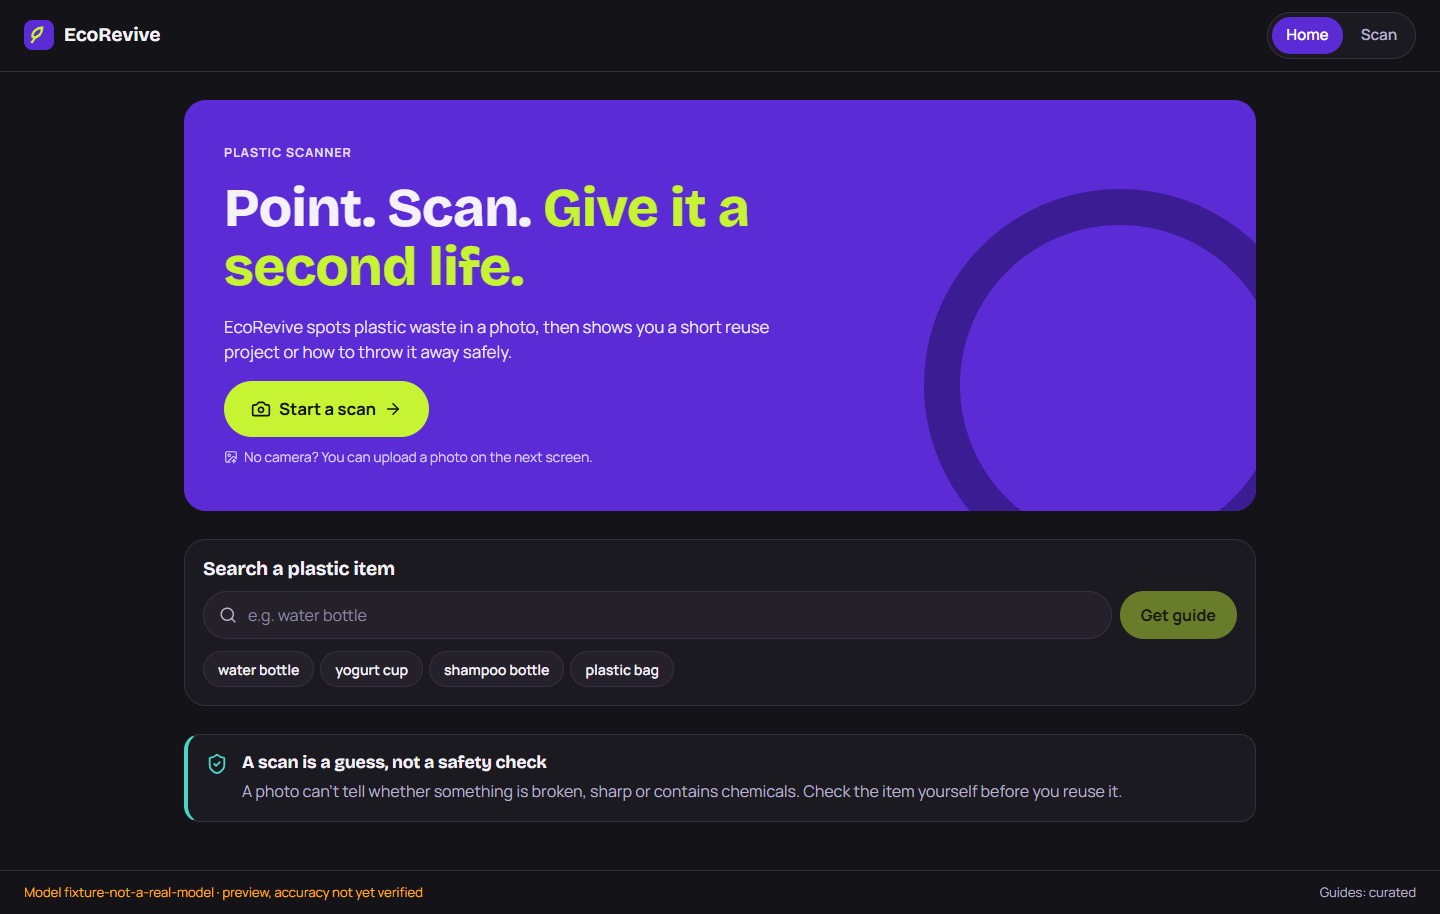 EcoRevive
Home
Scan
PLASTIC SCANNER
Point. Scan. Give it a
second life.
EcoRevive spots plastic waste in a photo, then shows you a short reuse
project or how to throw it away safely.
Start a scan
No camera? You can upload a photo on the next screen.
Search a plastic item
e.g. water bottle
Get guide
water bottle
yogurt cup
shampoo bottle
plastic bag
A scan is a guess, not a safety check
A photo can't tell whether something is broken, sharp or contains chemicals. Check the item yourself before you reuse it.
Model fixture-not-a-real-model · preview, accuracy not yet verified
Guides: curated